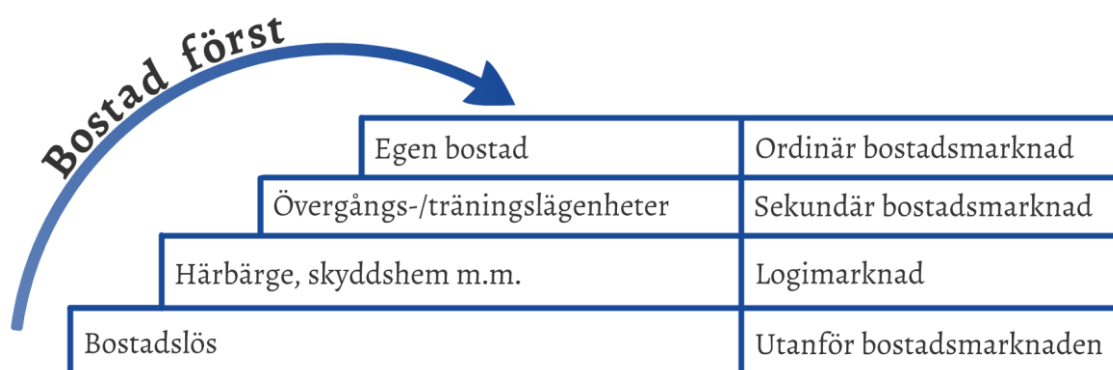 Bostad först
Egen bostad
Ordinär bostadsmarknad
Övergångs-/träningslägenheter
Sekundär bostadsmarknad
Härbärge, skyddshem m.m.
Logimarknad
Bostadslös
Utanför bostadsmarknaden